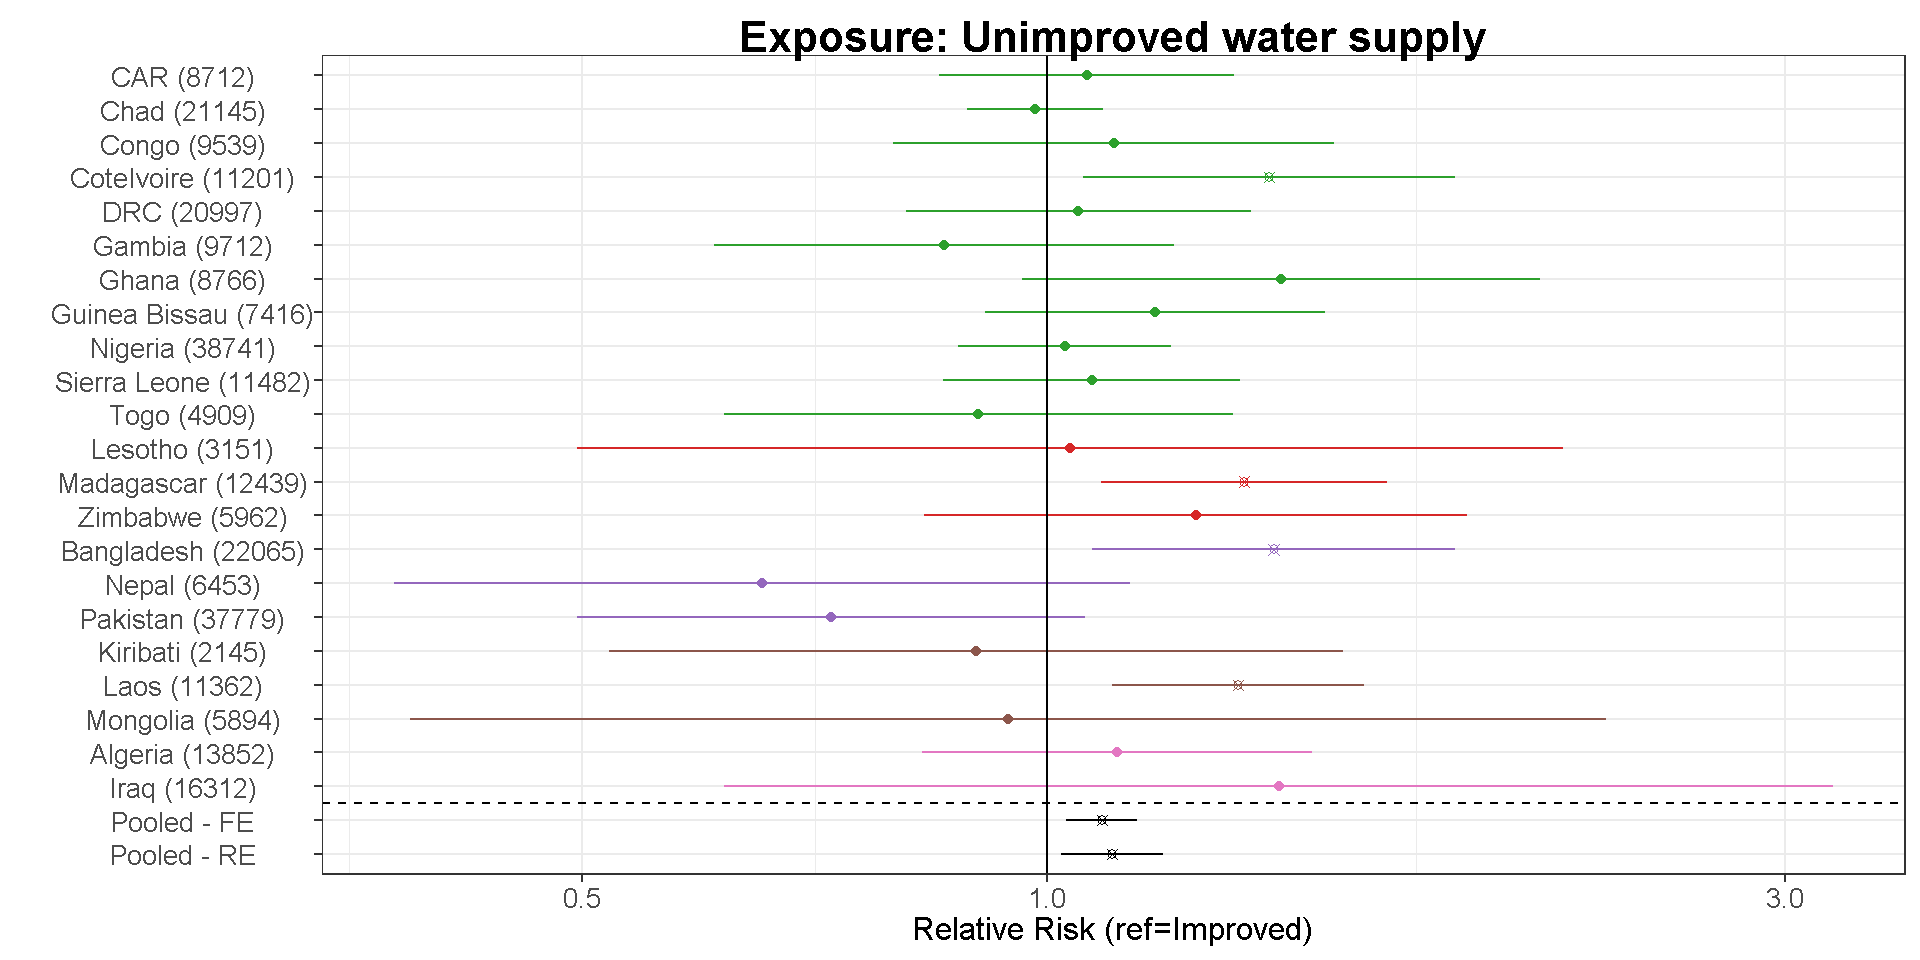 Exposure: Unimproved water supply
CAR (8712)
Chad (21145)
Congo (9539)
Cotelvoire (11201)
DRC (20997)
Gambia (9712)
Ghana (8766)
Guinea Bissau (7416)
Nigeria (38741)
Sierra Leone (11482)
Togo (4909)
Lesotho (3151)
Madagascar (12439)
Zimbabwe (5962)
Bangladesh (22065)
Nepal (6453)
Pakistan (37779)
Kiribati (2145)
Laos (11362)
Mongolia (5894)
Algeria (13852)
Iraq (16312)
Pooled - FE
Pooled - RE
0.5 1.0 3.0
Relative Risk (ref=Improved)